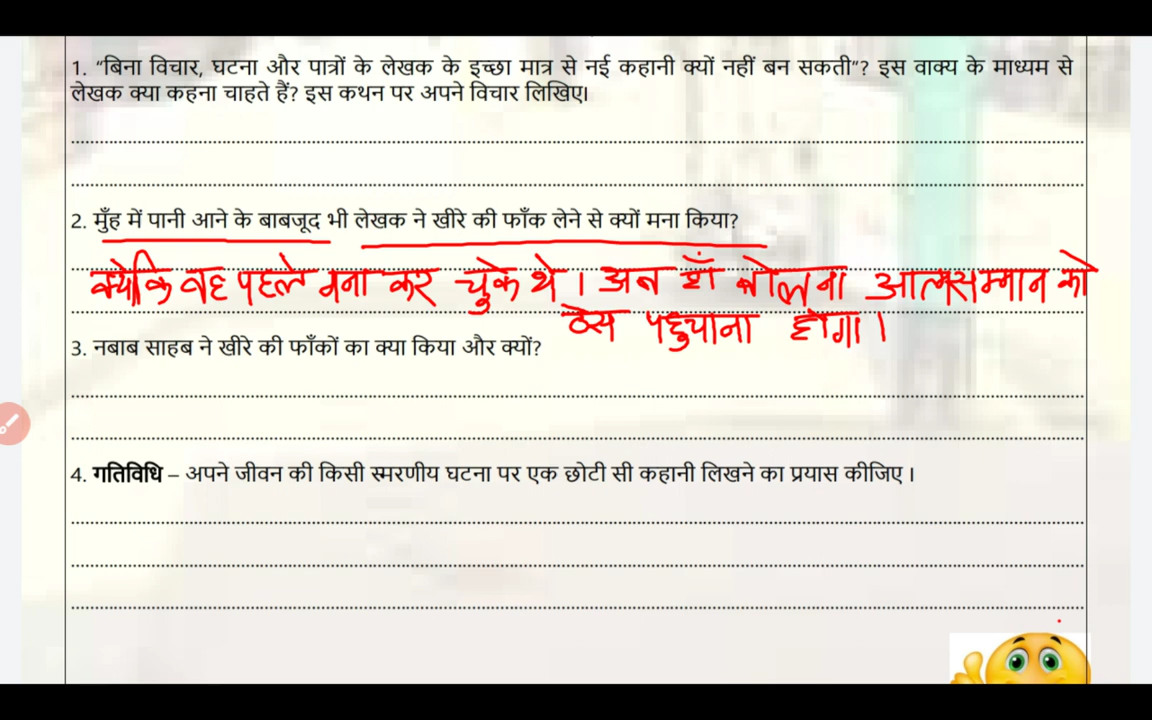 1. “बिना विचार, घटना और पात्रों के लेखक के इच्छा मात्र से नई कहानी क्यों नहीं बन सकती”? इस वाक्य के माध्यम से
लेखक क्या कहना चाहते हैं? इस कथन पर अपने विचार लिखिए।
2. मुँह में पानी आने के बाबजूद भी लेखक ने खीरे की फाँक लेने से क्यों मना किया?
क्योकि वह पहले मना कर चुके थे। अब हाँ बोलना आत्मसम्मान को
ठेस पहुचाना होगा।
3. नबाब साहब ने खीरे की फाँकों का क्या किया और क्यों?
4. गतिविधि – अपने जीवन की किसी स्मरणीय घटना पर एक छोटी सी कहानी लिखने का प्रयास कीजिए ।